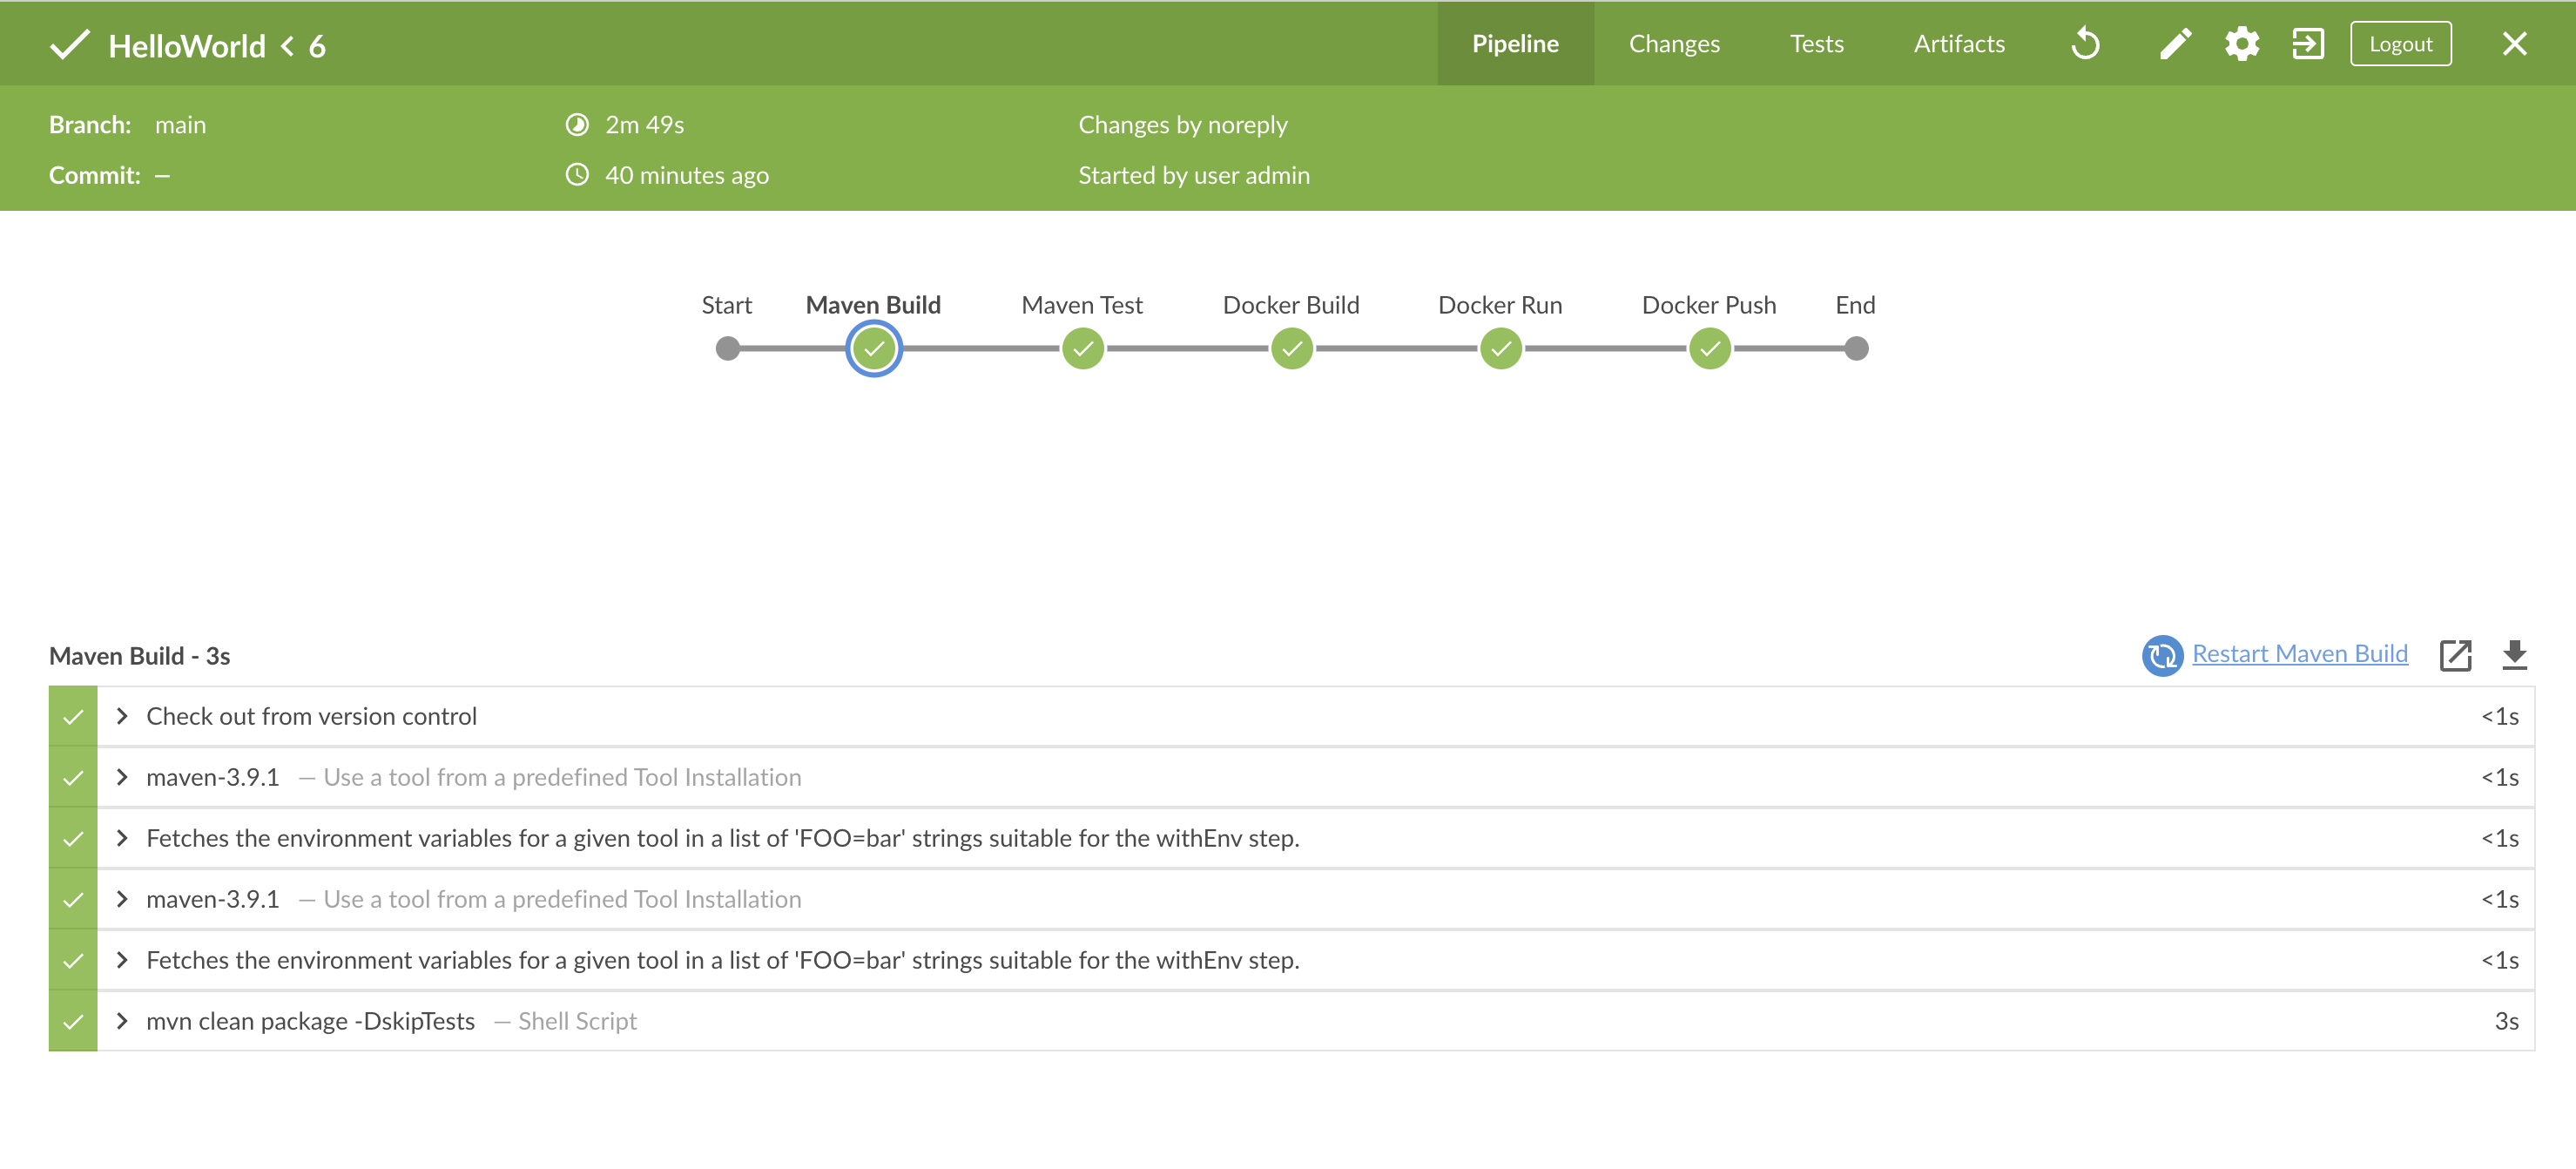 HelloWorld < 6
Pipeline Changes Tests Artifacts Logout
Branch: main 2m 49s Changes by noreply
Commit: — 40 minutes ago Started by user admin
Start Maven Build Maven Test Docker Build Docker Run Docker Push End
Maven Build - 3s Restart Maven Build
Check out from version control <1s
maven-3.9.1 — Use a tool from a predefined Tool Installation <1s
Fetches the environment variables for a given tool in a list of 'FOO=bar' strings suitable for the withEnv step. <1s
maven-3.9.1 — Use a tool from a predefined Tool Installation <1s
Fetches the environment variables for a given tool in a list of 'FOO=bar' strings suitable for the withEnv step. <1s
mvn clean package -DskipTests — Shell Script 3s